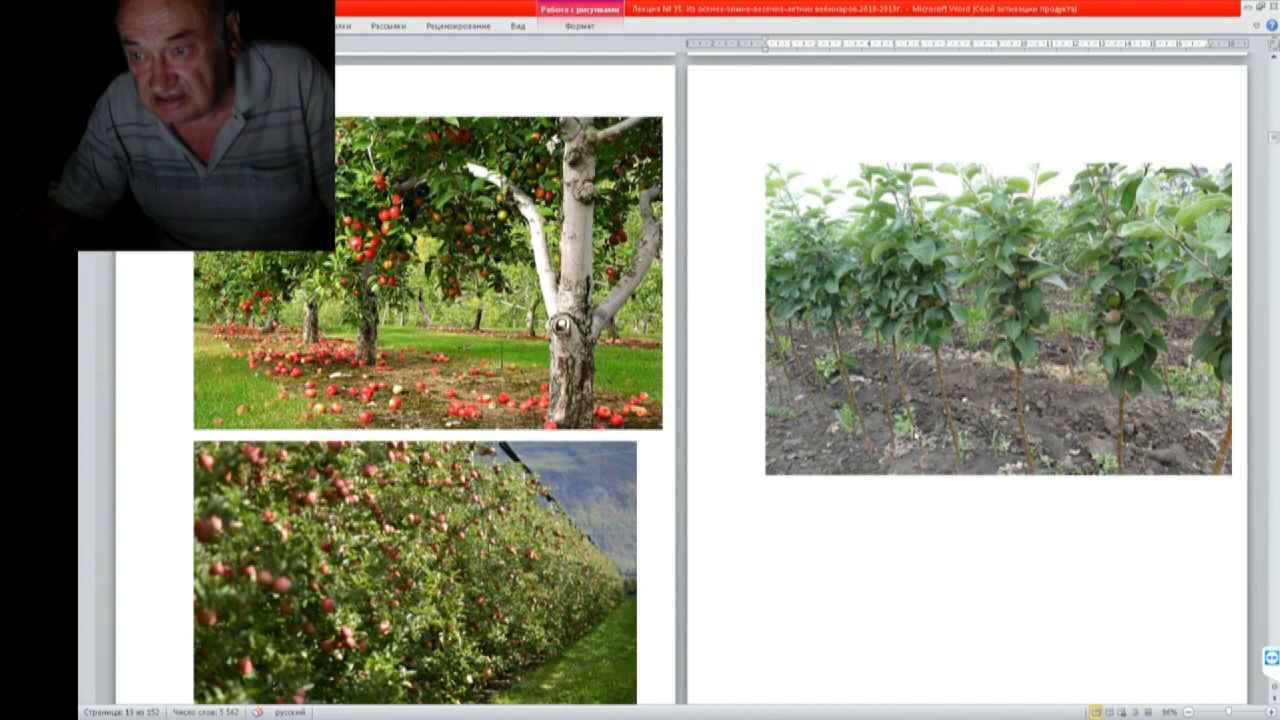 Работа с рисунками
Лекция № 35. Из осенне-зимне-весенне-летних вебинаров.2018-2019г. - Microsoft Word (Сбой активации продукта)
Рассылки Рецензирование Вид Формат
Страница: 19 из 152 Число слов: 5 562 русский 96%